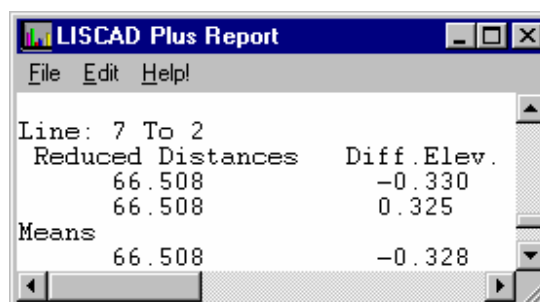 LISCAD Plus Report
File Edit Help!
Line: 7 To 2
Reduced Distances Diff.Elev.
66.508 -0.330
66.508 0.325
Means
66.508 -0.328